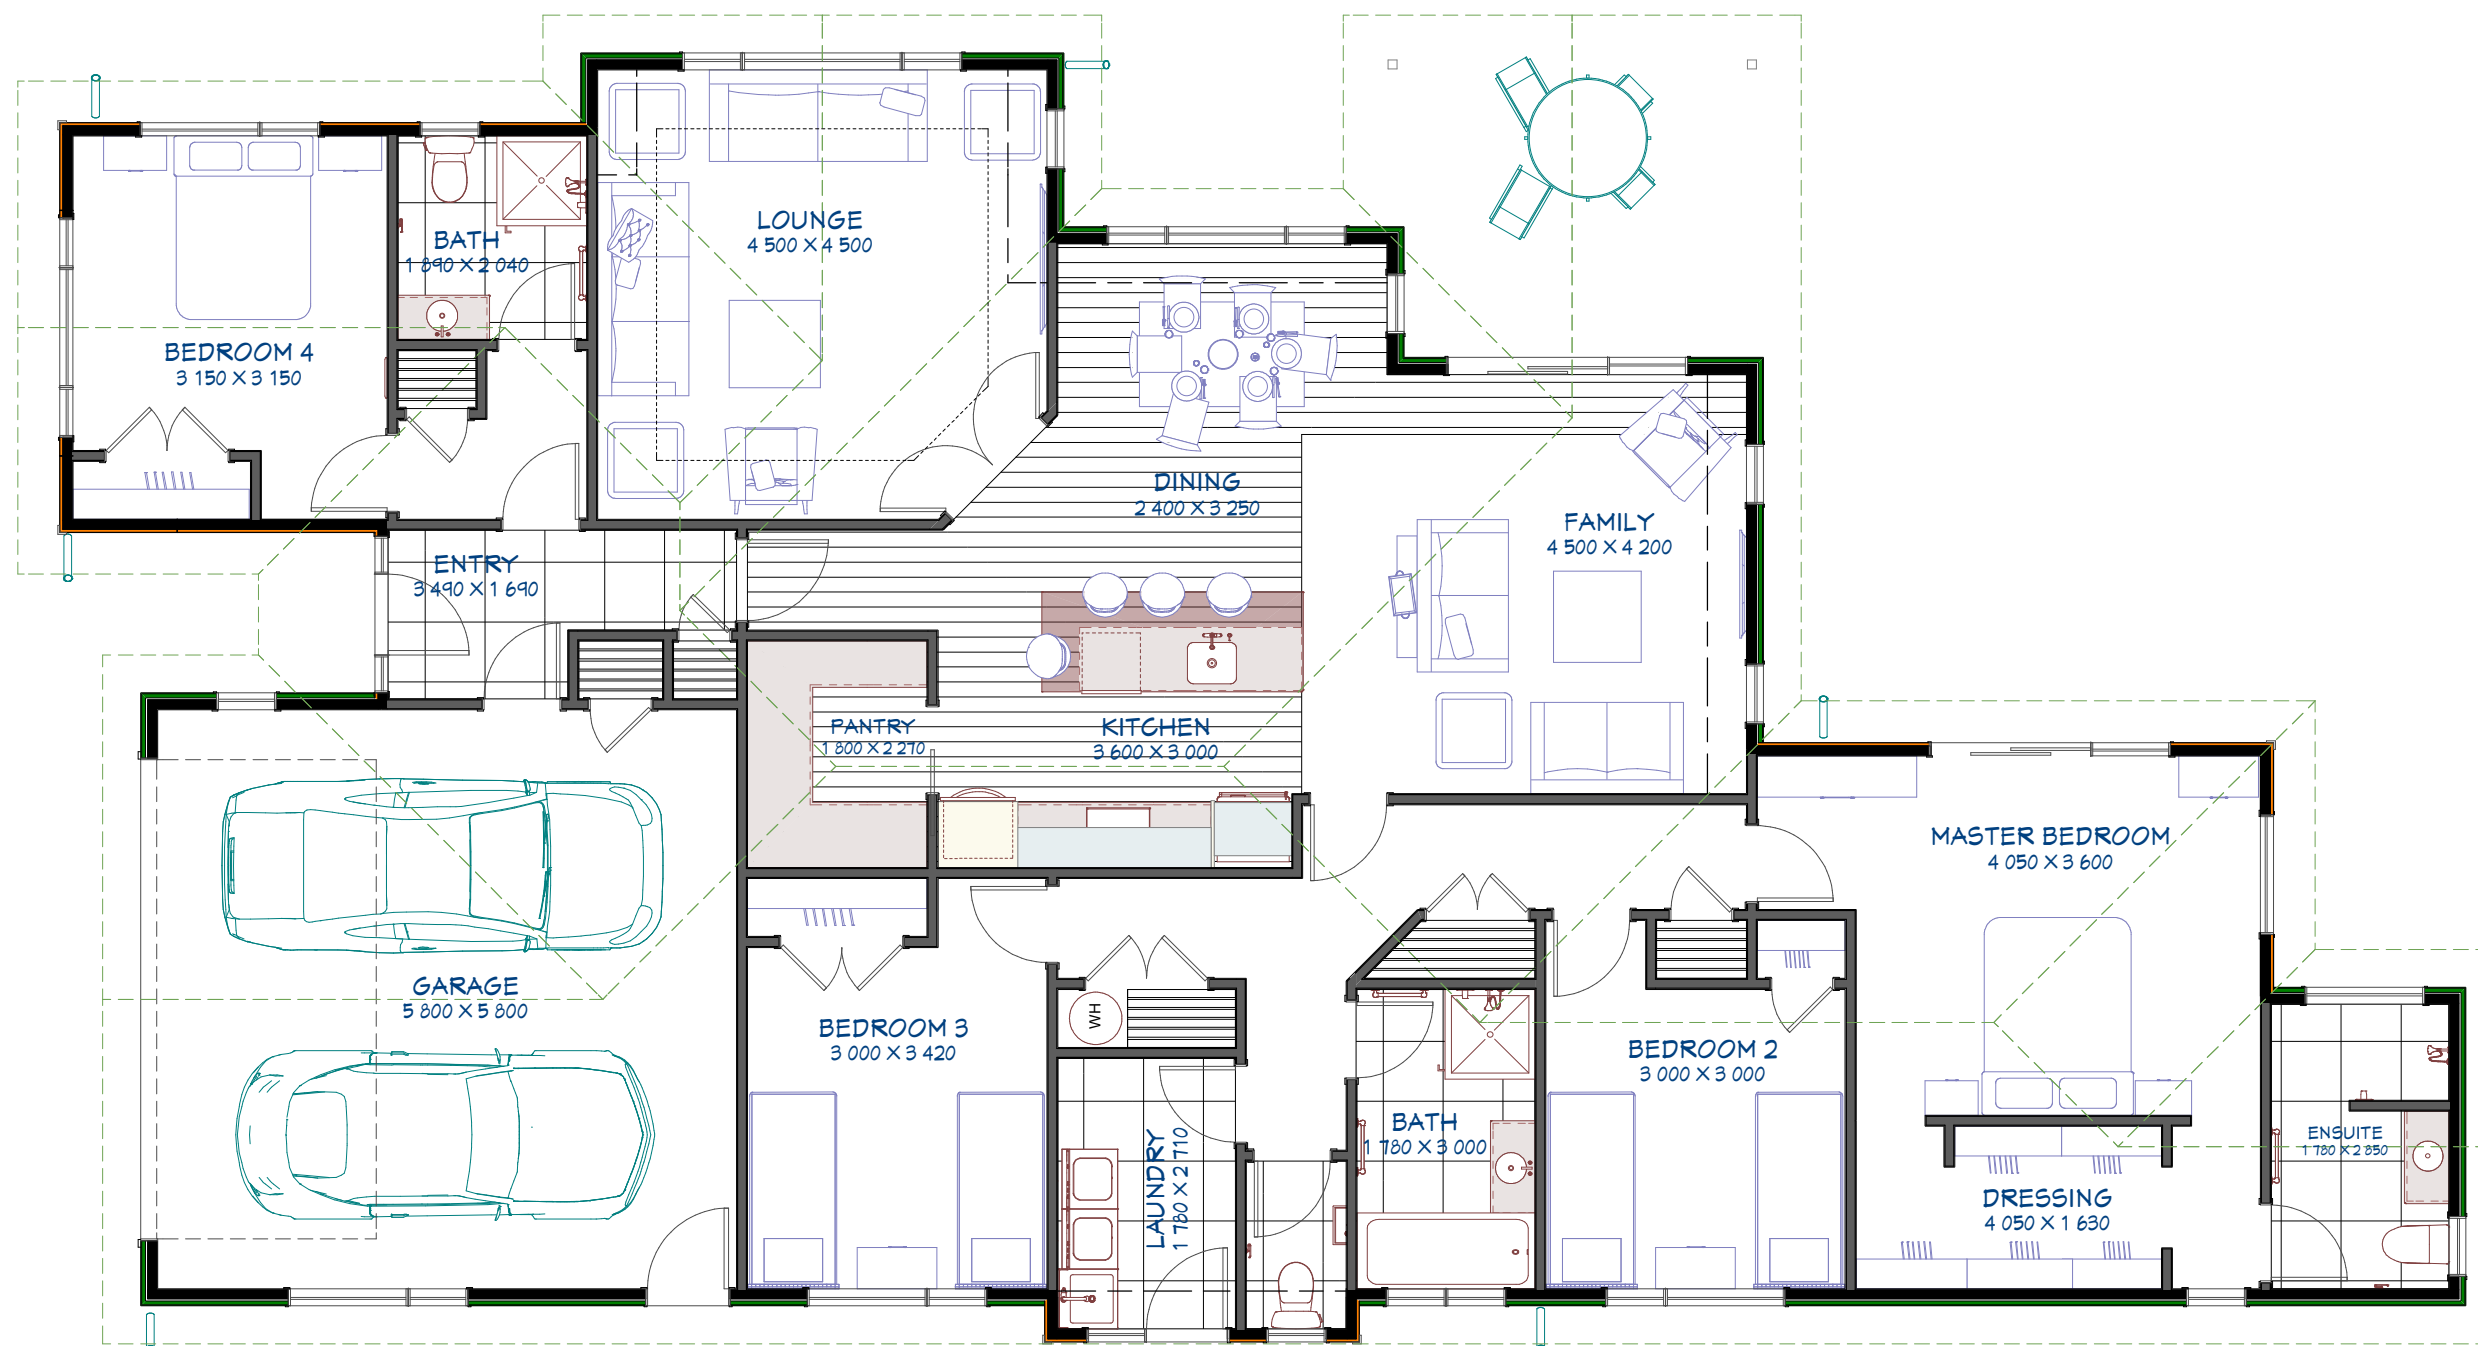 LOUNGE
4 500 X 4 500
BATH
1 890 X 2 040
BEDROOM 4
3 150 X 3 150
DINING
2 400 X 3 250
FAMILY
4 500 X 4 200
ENTRY
3 490 X 1 690
PANTRY
1 800 X 2 270
KITCHEN
3 600 X 3 000
MASTER BEDROOM
4 050 X 3 600
GARAGE
5 800 X 5 800
BEDROOM 3
3 000 X 3 420
WH
BEDROOM 2
3 000 X 3 000
BATH
1 780 X 3 000
LAUNDRY
1 780 X 2 710
ENSUITE
1 780 X 2 850
DRESSING
4 050 X 1 630